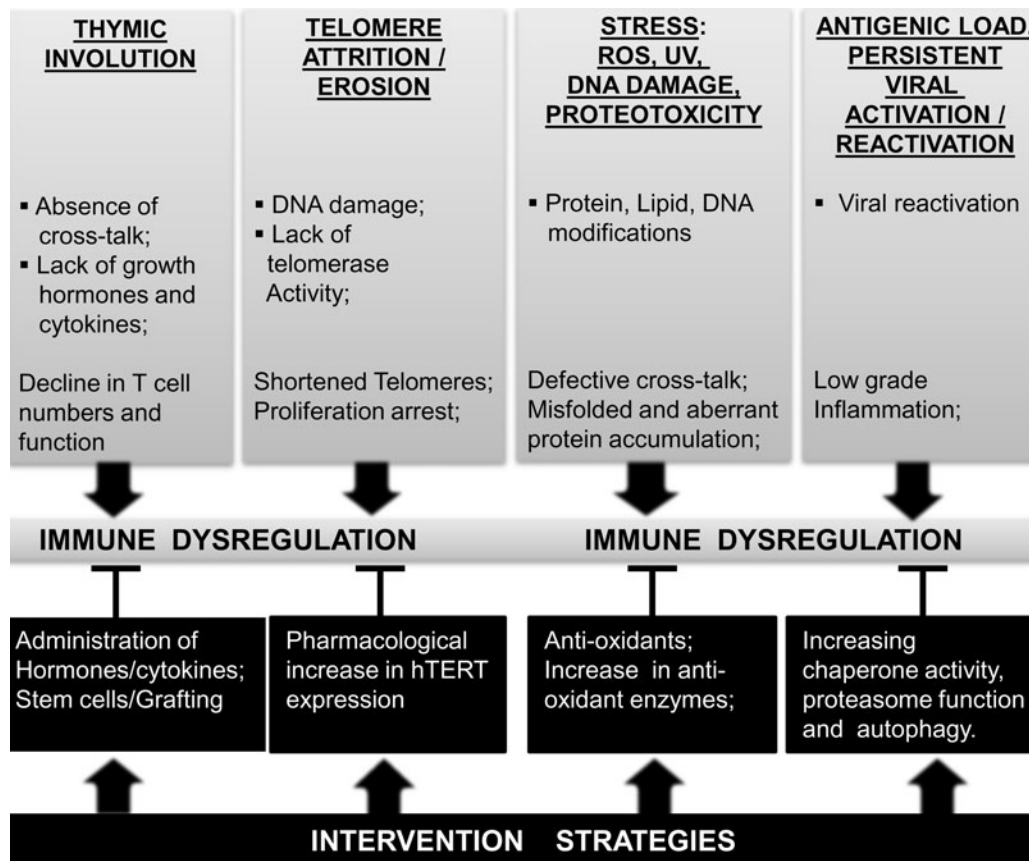 THYMIC
INVOLUTION
▪ Absence of
cross-talk;
▪ Lack of growth
hormones and
cytokines;
Decline in T cell
numbers and
function
TELOMERE
ATTRITION /
EROSION
▪ DNA damage;
▪ Lack of
telomerase
Activity;
Shortened Telomeres;
Proliferation arrest;
STRESS:
ROS, UV,
DNA DAMAGE,
PROTEOTOXICITY
▪ Protein, Lipid, DNA
modifications
Defective cross-talk;
Misfolded and aberrant
protein accumulation;
ANTIGENIC LOAD,
PERSISTENT
VIRAL
ACTIVATION /
REACTIVATION
▪ Viral reactivation
Low grade
Inflammation;
IMMUNE DYSREGULATION
IMMUNE DYSREGULATION
Administration of
Hormones/cytokines;
Stem cells/Grafting
Pharmacological
increase in hTERT
expression
Anti-oxidants;
Increase in anti-
oxidant enzymes;
Increasing
chaperone activity,
proteasome function
and autophagy.
INTERVENTION STRATEGIES